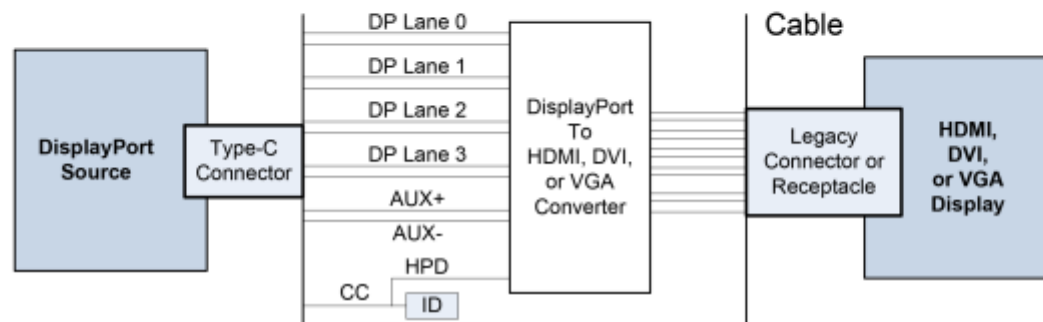 DisplayPort
Source
Type-C
Connector
DP Lane 0
DP Lane 1
DP Lane 2
DP Lane 3
AUX+
AUX-
HPD
CC
ID
DisplayPort
To
HDMI, DVI,
or VGA
Converter
Cable
Legacy
Connector or
Receptacle
HDMI,
DVI,
or VGA
Display